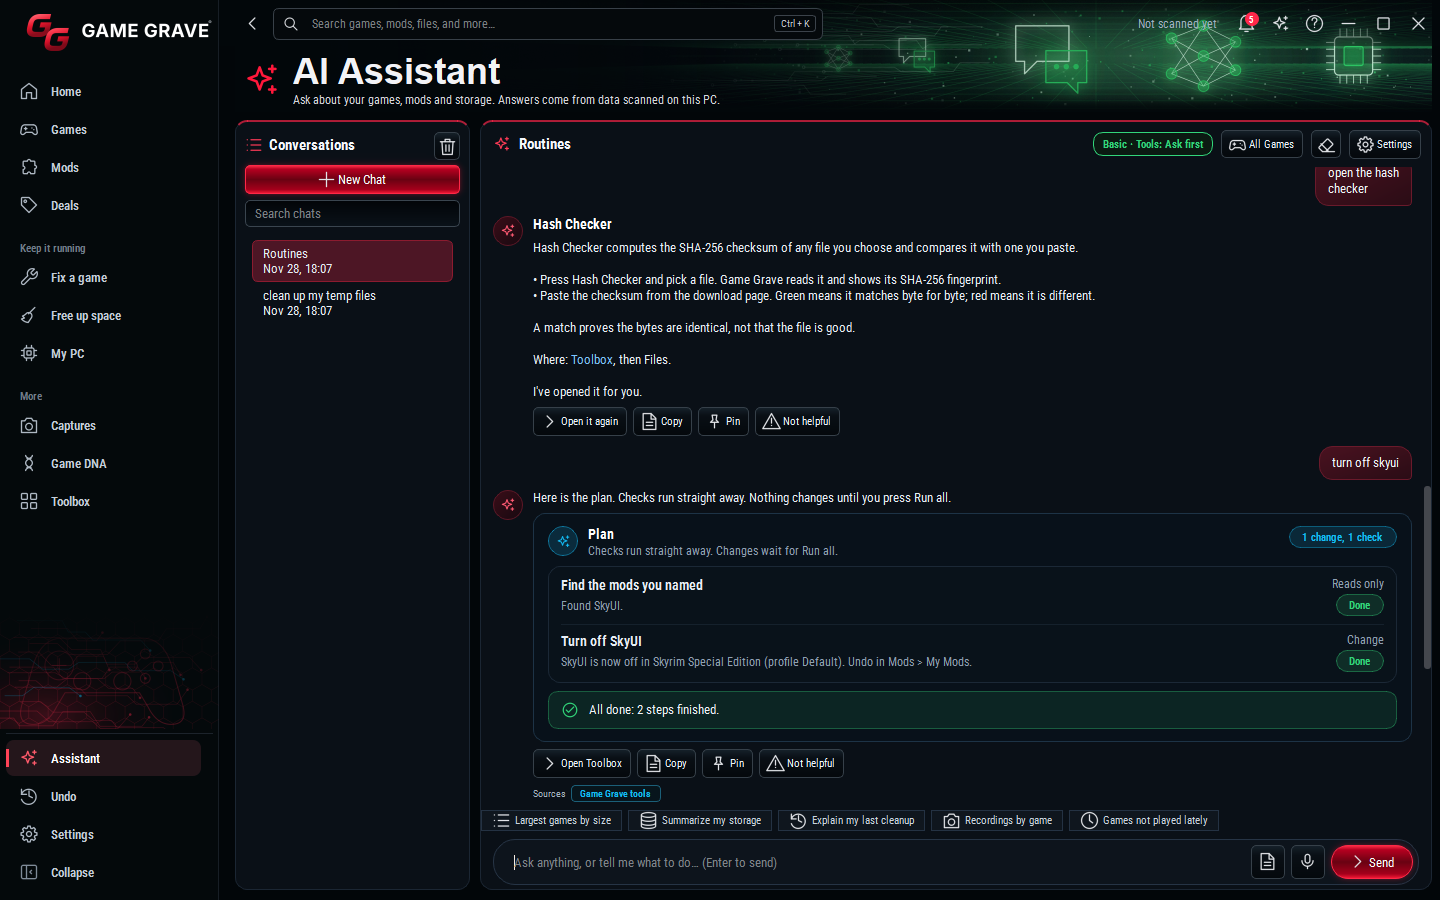 GG GAME GRAVE
Search games, mods, files, and more...
Ctrl + K
Not scanned yet
5
Home
Games
Mods
Deals
Keep it running
Fix a game
Free up space
My PC
More
Captures
Game DNA
Toolbox
Assistant
Undo
Settings
Collapse
AI Assistant
Ask about your games, mods and storage. Answers come from data scanned on this PC.
Conversations
New Chat
Search chats
Routines
Nov 28, 18:07
clean up my temp files
Nov 28, 18:07
Routines
Basic · Tools: Ask first
All Games
Settings
open the hash
checker
Hash Checker
Hash Checker computes the SHA-256 checksum of any file you choose and compares it with one you paste.
• Press Hash Checker and pick a file. Game Grave reads it and shows its SHA-256 fingerprint.
• Paste the checksum from the download page. Green means it matches byte for byte; red means it is different.
A match proves the bytes are identical, not that the file is good.
Where: Toolbox, then Files.
I've opened it for you.
Open it again
Copy
Pin
Not helpful
turn off skyui
Here is the plan. Checks run straight away. Nothing changes until you press Run all.
Plan
Checks run straight away. Changes wait for Run all.
1 change, 1 check
Find the mods you named
Reads only
Found SkyUI.
Done
Turn off SkyUI
Change
SkyUI is now off in Skyrim Special Edition (profile Default). Undo in Mods > My Mods.
Done
All done: 2 steps finished.
Open Toolbox
Copy
Pin
Not helpful
Sources
Game Grave tools
Largest games by size
Summarize my storage
Explain my last cleanup
Recordings by game
Games not played lately
Ask anything, or tell me what to do... (Enter to send)
Send